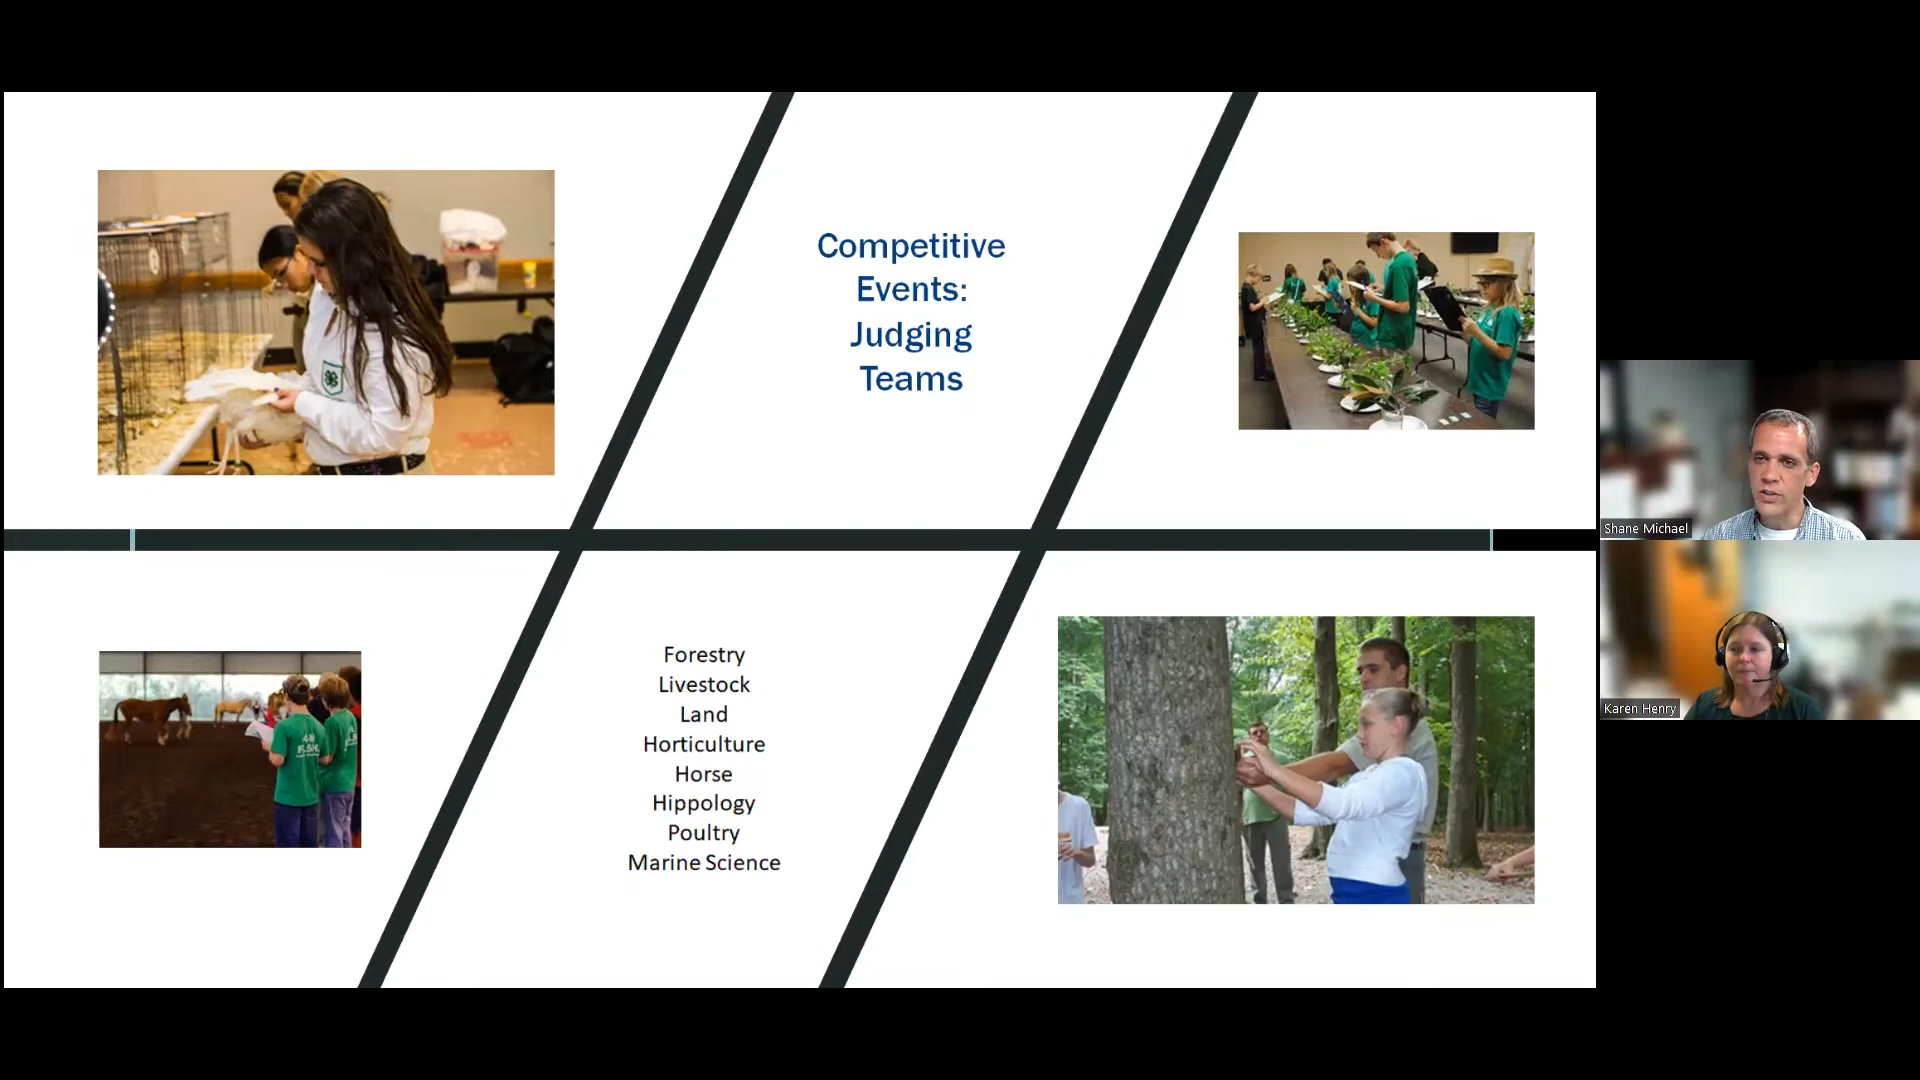 Competitive
Events:
Judging
Teams
Forestry
Livestock
Land
Horticulture
Horse
Hippology
Poultry
Marine Science
Shane Michael
Karen Henry